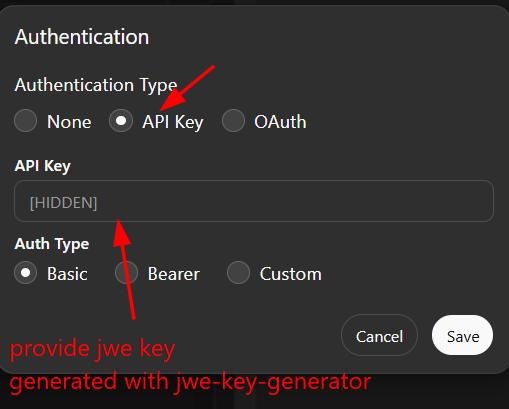 Authentication
Authentication Type
None API Key OAuth
API Key
[HIDDEN]
Auth Type
Basic Bearer Custom
Cancel Save
provide jwe key
generated with jwe-key-generator